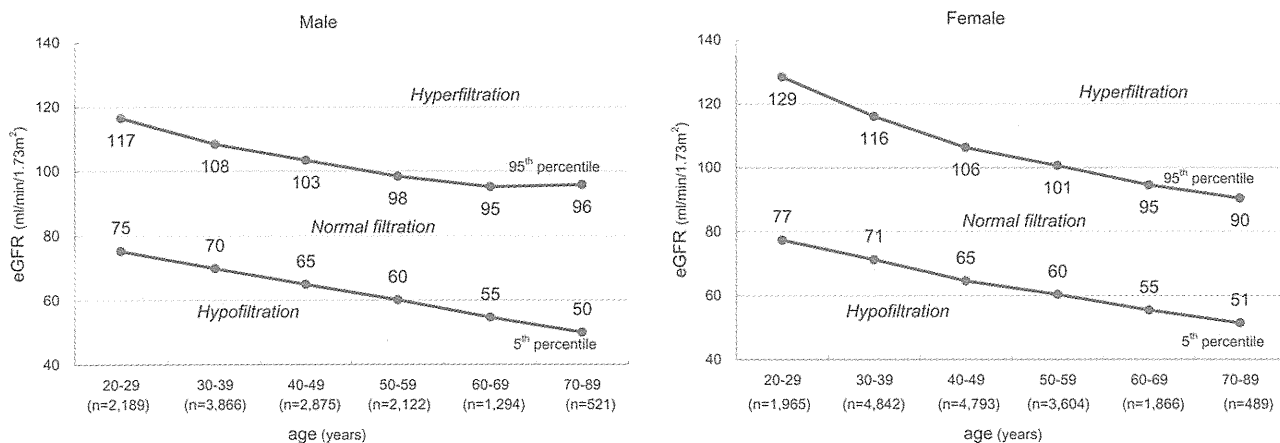 Male
140
120
100
80
60
40
eGFR (ml/min/1.73m²)
Hyperfiltration
117
108
103
98
95
96
95th percentile
Normal filtration
75
70
65
60
55
50
Hypofiltration
5th percentile
20-29 30-39 40-49 50-59 60-69 70-89
(n=2,189) (n=3,866) (n=2,875) (n=2,122) (n=1,294) (n=521)
age (years)
Female
140
120
100
80
60
40
eGFR (ml/min/1.73m²)
Hyperfiltration
129
116
106
101
95
90
95th percentile
Normal filtration
77
71
65
60
55
51
Hypofiltration
5th percentile
20-29 30-39 40-49 50-59 60-69 70-89
(n=1,965) (n=4,842) (n=4,793) (n=3,604) (n=1,866) (n=489)
age (years)